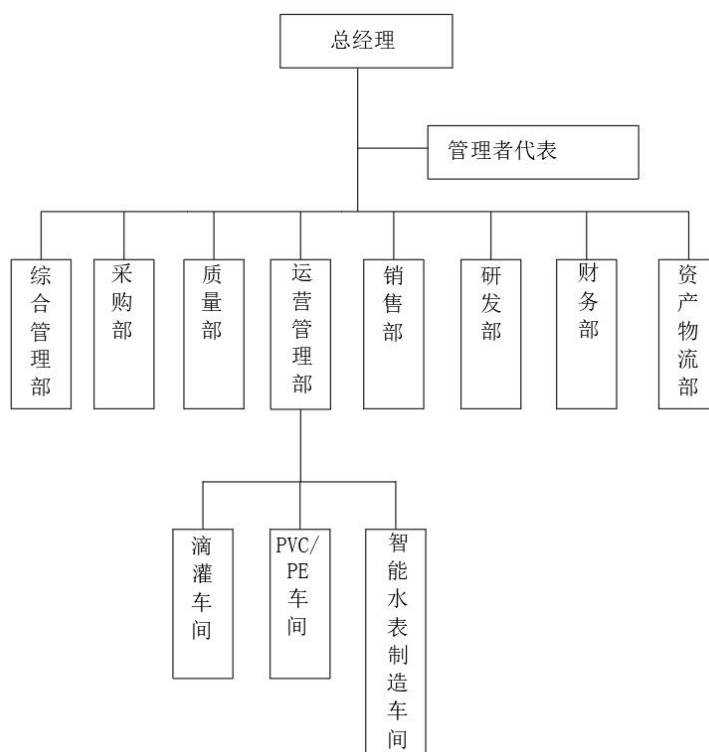 总经理
管理者代表
综合管理部
采购部
质量部
运营管理部
销售部
研发部
财务部
资产物流部
滴灌车间
PVC/
PE
车间
智能水表制造车间